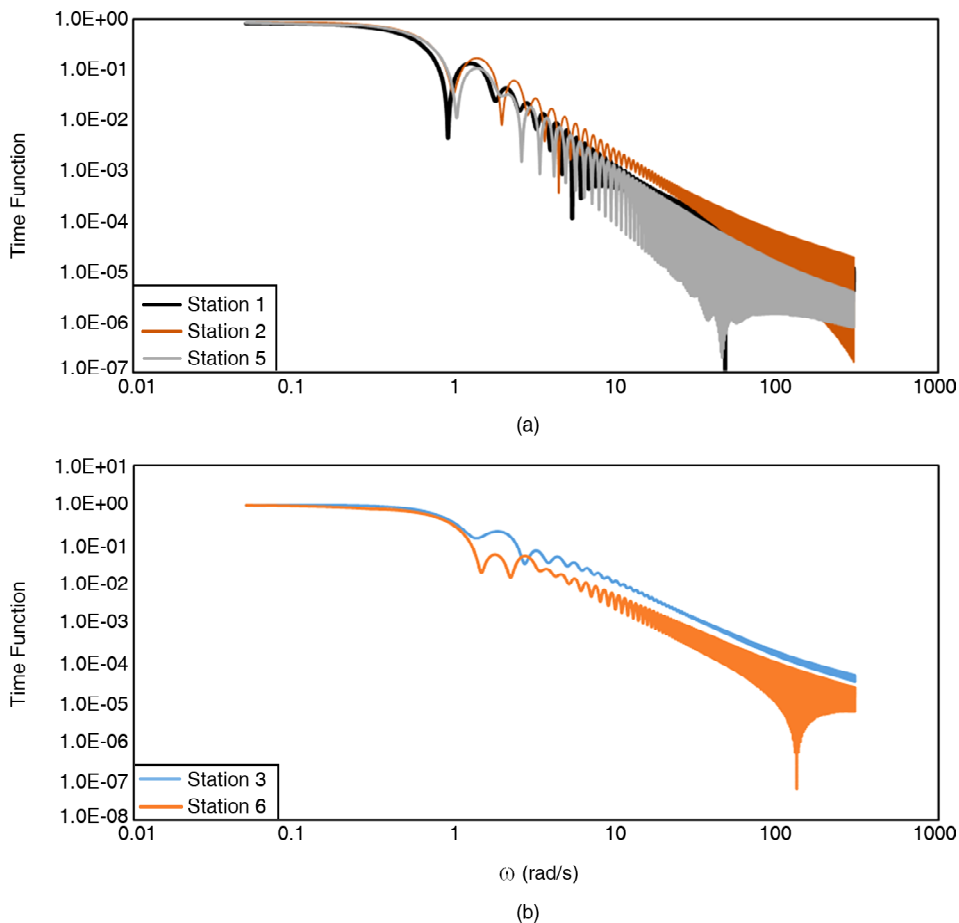 1.0E+00
1.0E-01
1.0E-02
1.0E-03
1.0E-04
1.0E-05
1.0E-06
1.0E-07
Time Function
Station 1
Station 2
Station 5
0.01 0.1 1 10 100 1000
(a)
1.0E+01
1.0E+00
1.0E-01
1.0E-02
1.0E-03
1.0E-04
1.0E-05
1.0E-06
1.0E-07
1.0E-08
Time Function
Station 3
Station 6
0.01 0.1 1 10 100 1000
ω (rad/s)
(b)